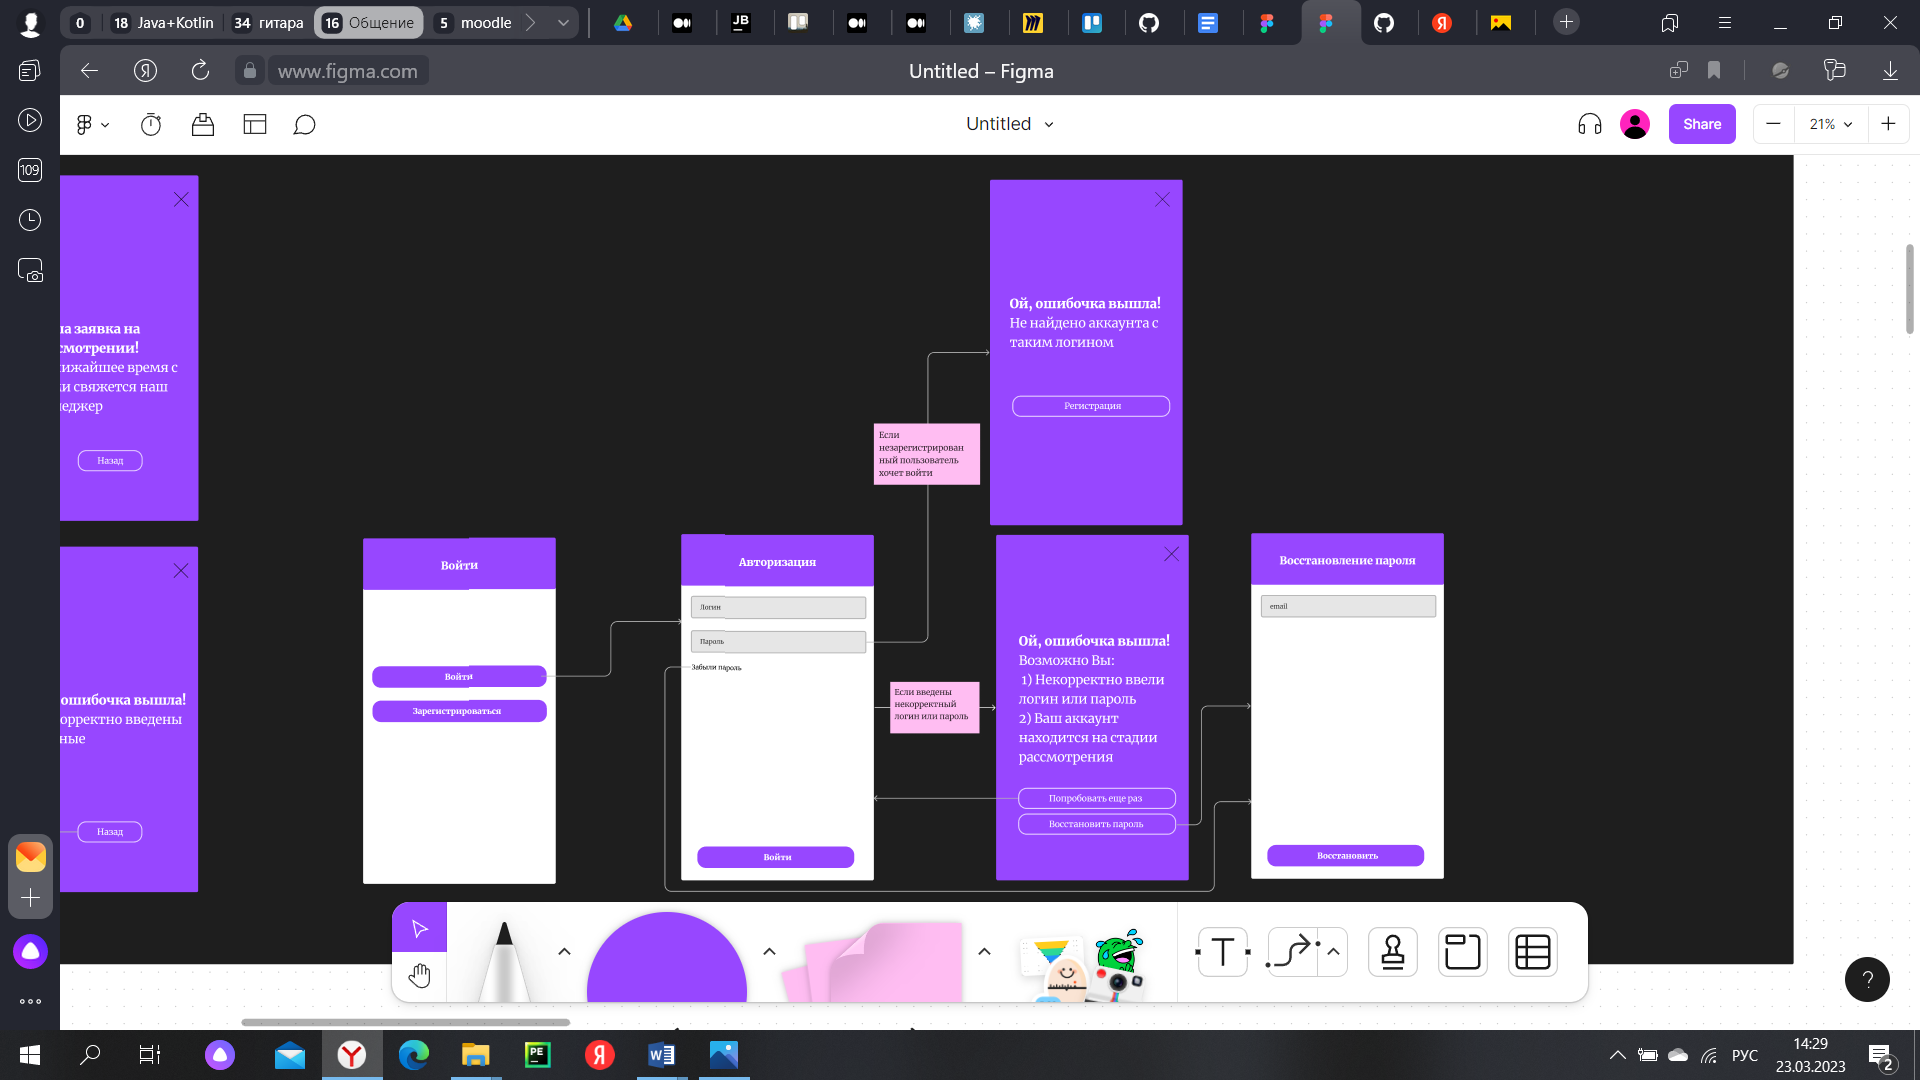 0
18 Java+Kotlin
34 гитара
16 Общение
5 moodle
JB
Я
109
www.figma.com
Untitled – Figma
Untitled
Share
21%
заявка на
смотрении!
ижайшее время с
и свяжется наш
еджер
Назад
ошибочка вышла!
орректно введены
ные
Назад
Войти
Войти
Зарегистрироваться
Авторизация
Логин
Пароль
Забыли пароль
Войти
Если
незарегистрирован
ный пользователь
хочет войти
Ой, ошибочка вышла!
Не найдено аккаунта с
таким логином
Регистрация
Если введены
некорректный
логин или пароль
Ой, ошибочка вышла!
Возможно Вы:
1) Некорректно ввели
логин или пароль
2) Ваш аккаунт
находится на стадии
рассмотрения
Попробовать еще раз
Восстановить пароль
Восстановление пароля
email
Восстановить
T
?
PE
Я
W
РУС
14:29
23.03.2023
2